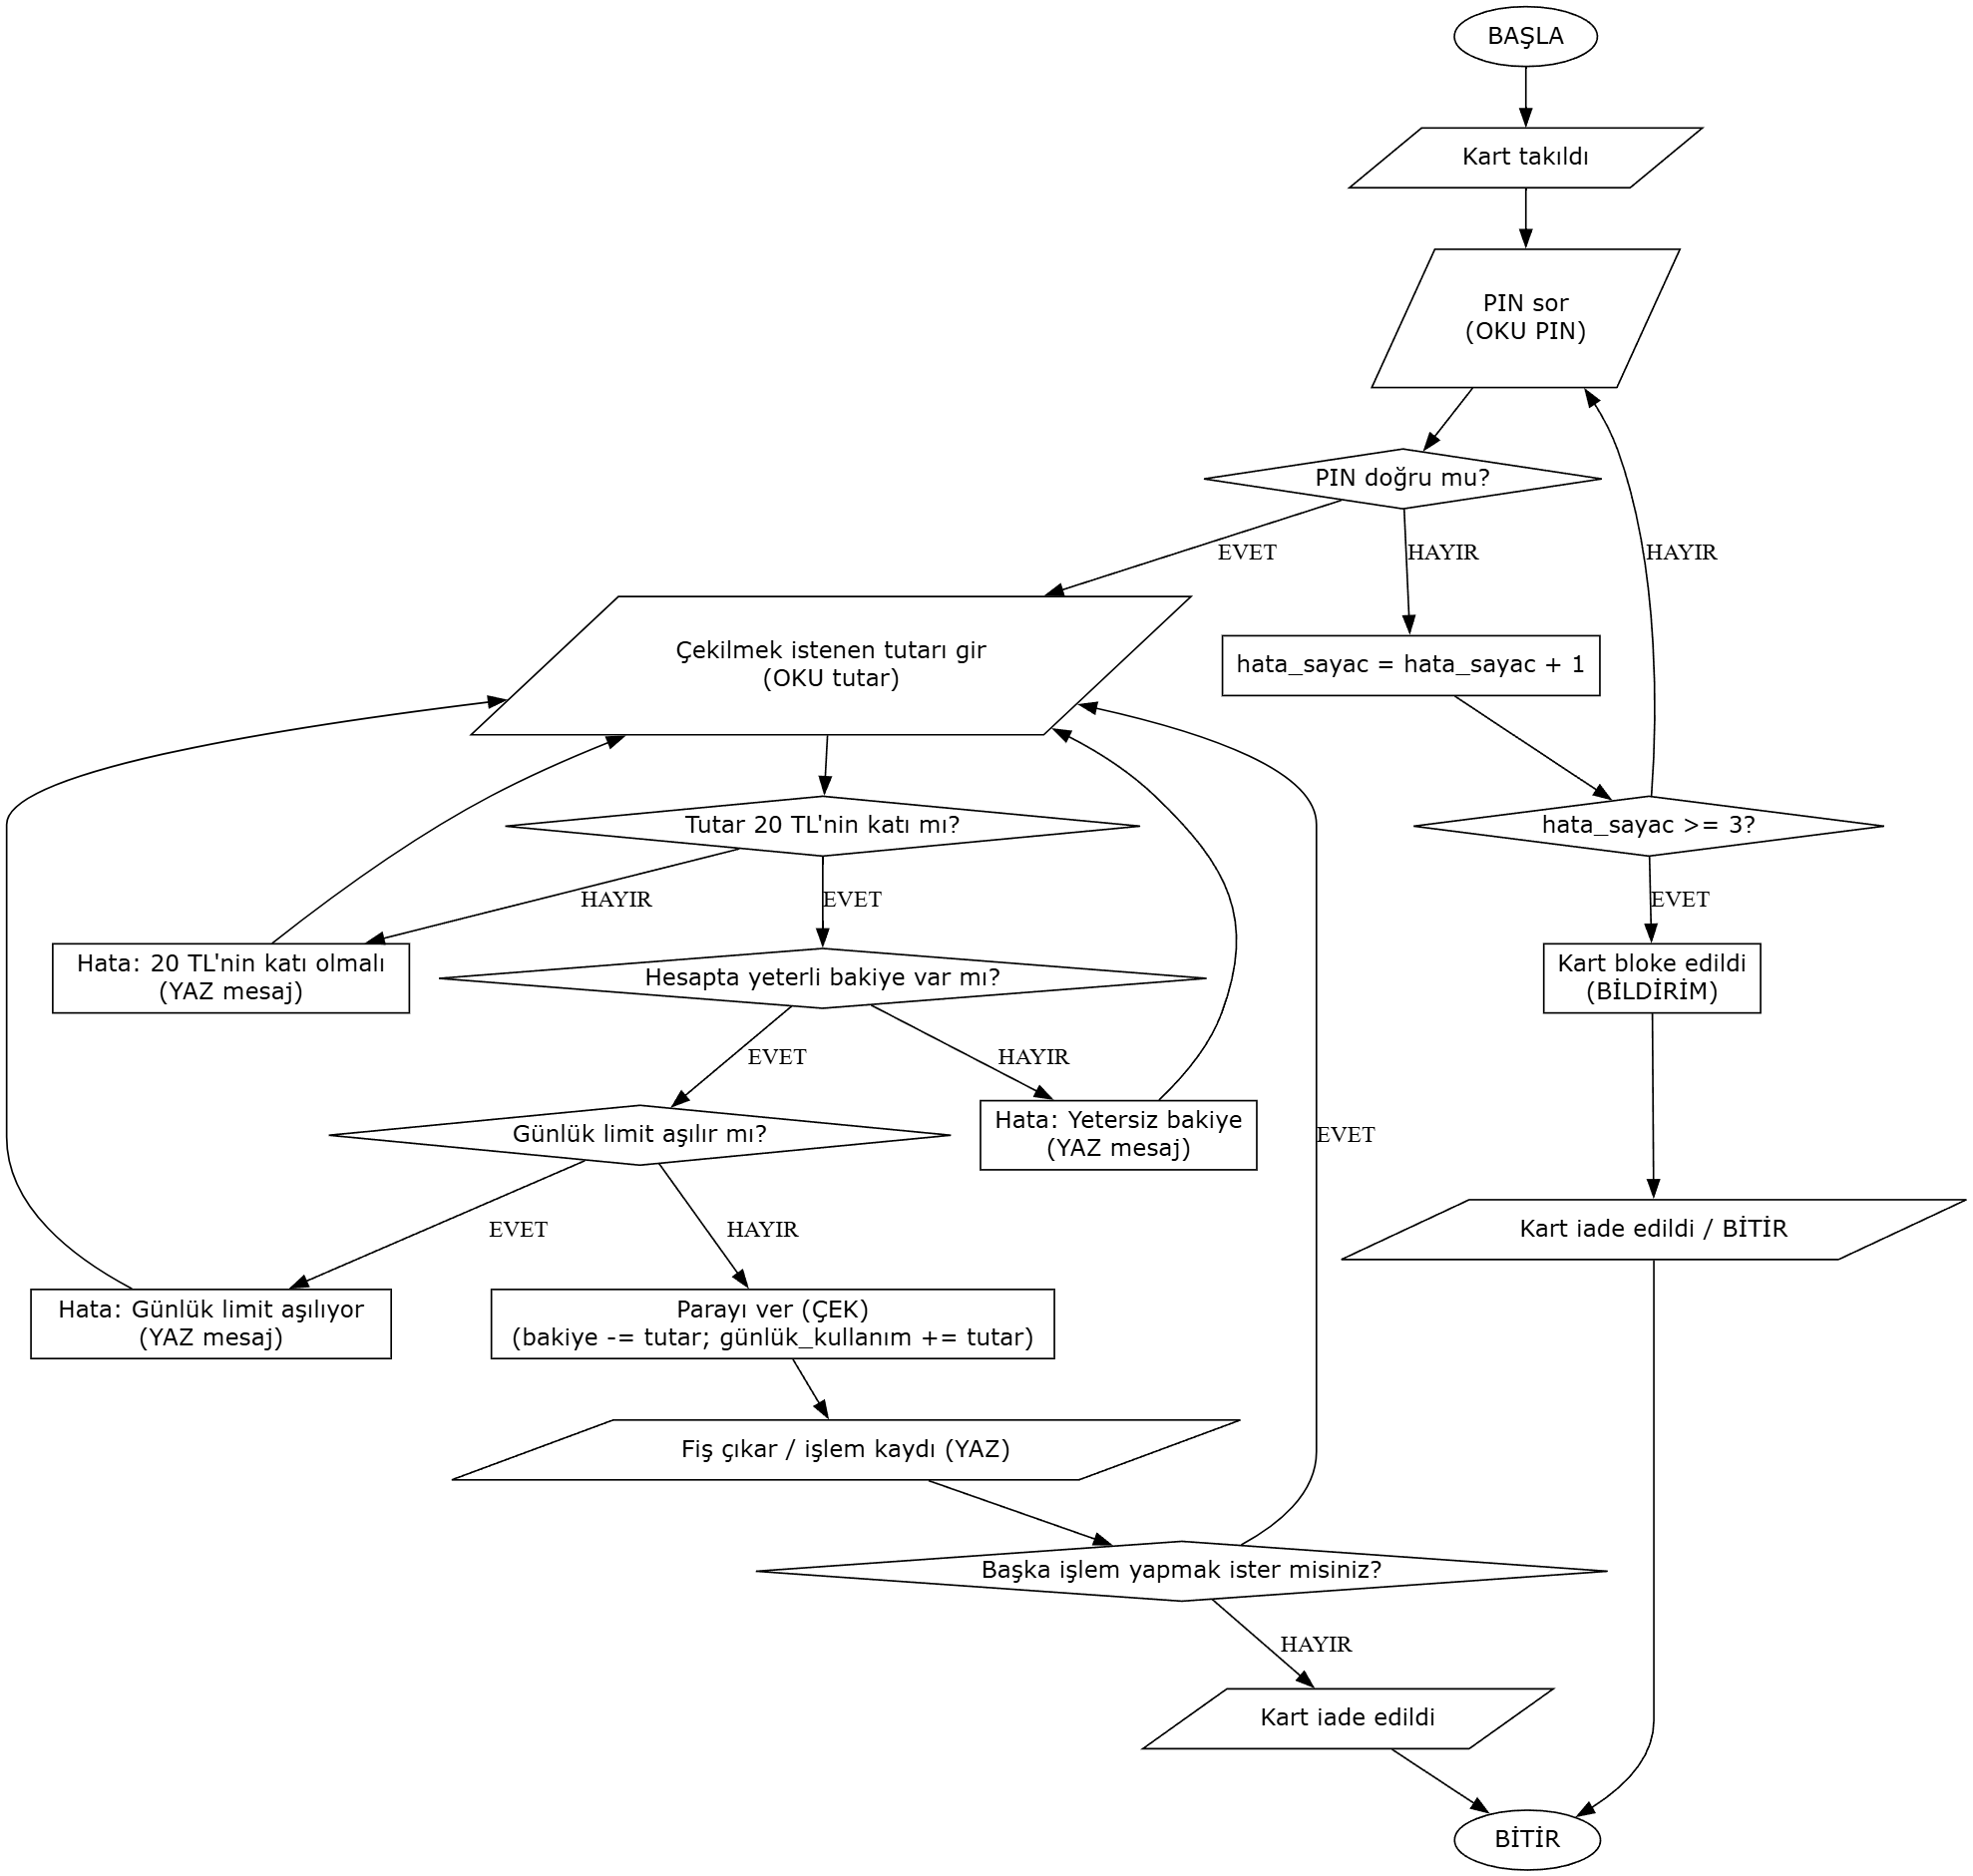 BAŞLA
Kart takıldı
PIN sor
(OKU PIN)
PIN doğru mu?
EVET
HAYIR
HAYIR
Çekilmek istenen tutarı gir
(OKU tutar)
hata_sayac = hata_sayac + 1
Tutar 20 TL'nin katı mı?
hata_sayac >= 3?
HAYIR
EVET
EVET
Hata: 20 TL'nin katı olmalı
(YAZ mesaj)
Hesapta yeterli bakiye var mı?
Kart bloke edildi
(BİLDİRİM)
EVET
HAYIR
Günlük limit aşılır mı?
Hata: Yetersiz bakiye
(YAZ mesaj)
EVET
EVET
HAYIR
Kart iade edildi / BİTİR
Hata: Günlük limit aşılıyor
(YAZ mesaj)
Parayı ver (ÇEK)
(bakiye -= tutar; günlük_kullanım += tutar)
Fiş çıkar / işlem kaydı (YAZ)
Başka işlem yapmak ister misiniz?
HAYIR
Kart iade edildi
BİTİR